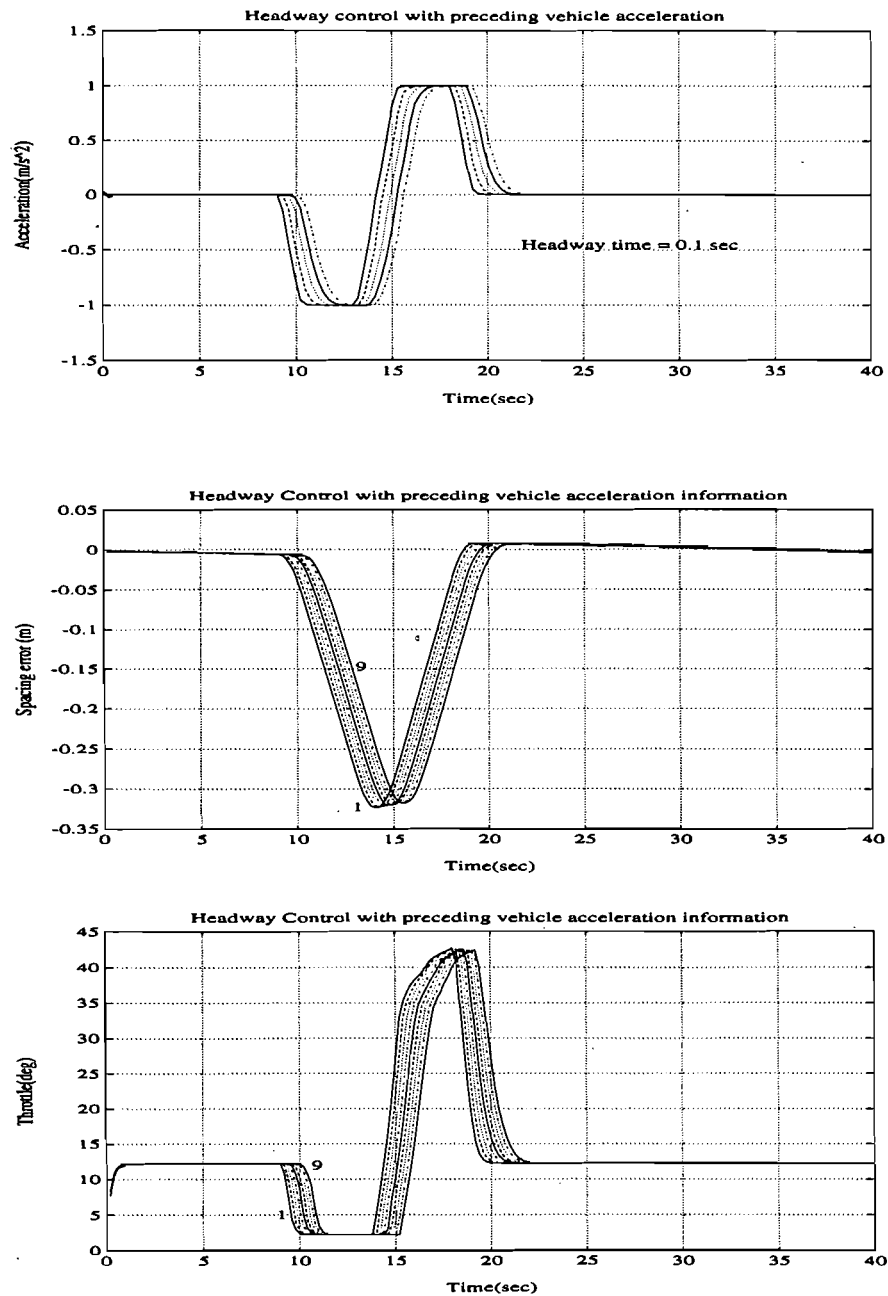 Headway control with preceding vehicle acceleration
1.5
1
0.5
0
-0.5
-1
-1.5
Accleration(m/s^2)
Headway time = 0.1 sec
0 5 10 15 20 25 30 35 40
Time(sec)
Headway Control with preceding vehicle acceleration information
0.05
0
-0.05
-0.1
-0.15
-0.2
-0.25
-0.3
-0.35
Spacing error (m)
9
1
0 5 10 15 20 25 30 35 40
Time(sec)
Headway Control with preceding vehicle acceleration information
45
40
35
30
25
20
15
10
5
0
Throttle(deg)
9
1
0 5 10 15 20 25 30 35 40
Time(sec)